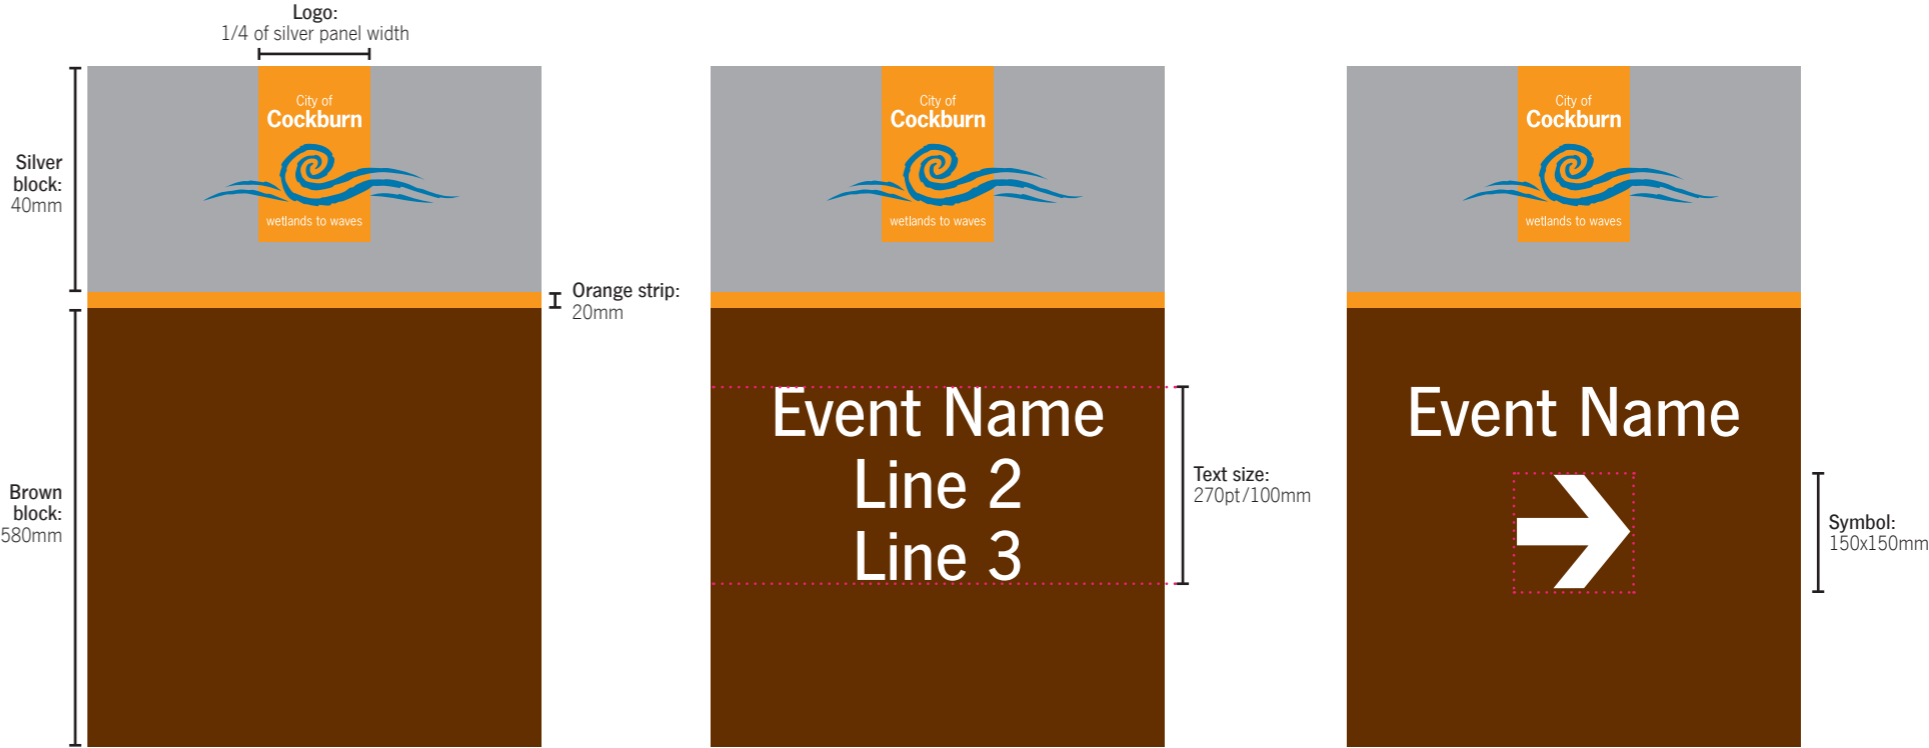 Logo:
1/4 of silver panel width
City of
Cockburn
wetlands to waves
Silver
block:
40mm
Orange strip:
20mm
Brown
block:
580mm
City of
Cockburn
wetlands to waves
Event Name
Line 2
Line 3
Text size:
270pt/100mm
City of
Cockburn
wetlands to waves
Event Name
Symbol:
150x150mm